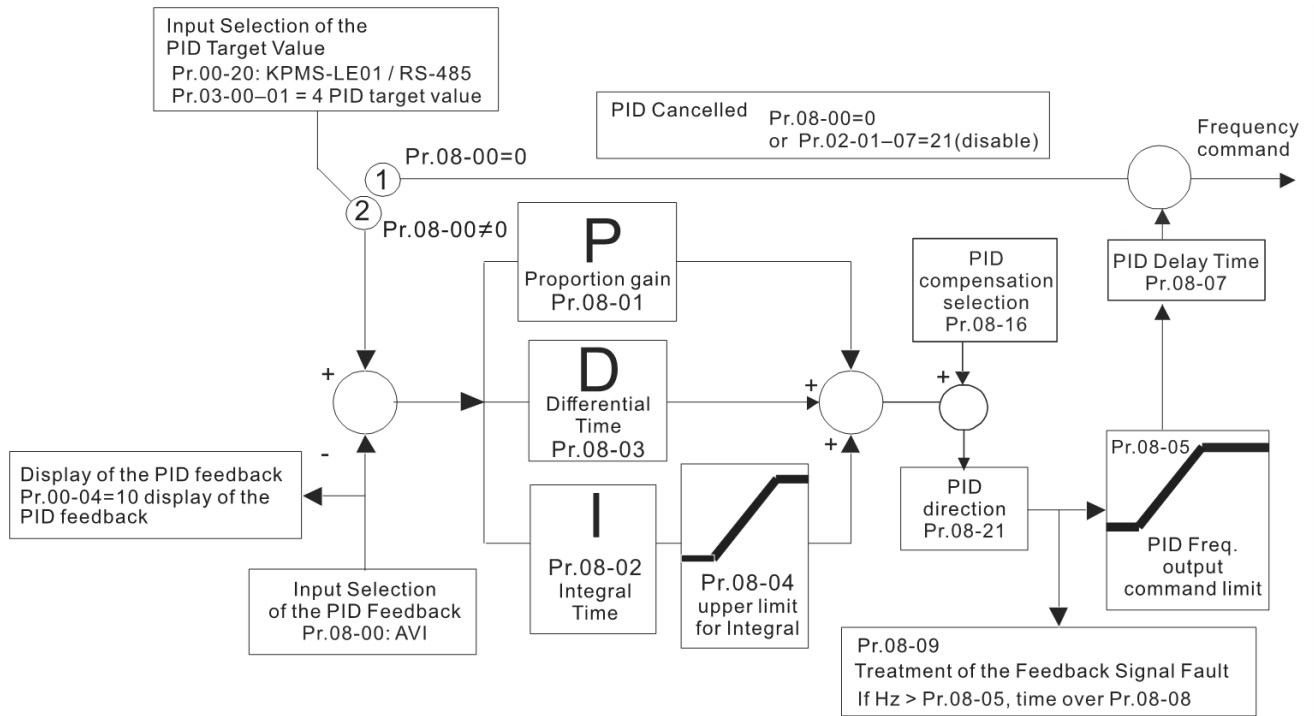 Input Selection of the
PID Target Value
Pr.00-20: KPMS-LE01 / RS-485
Pr.03-00–01 = 4 PID target value
PID Cancelled
Pr.08-00=0
or Pr.02-01–07=21(disable)
Frequency
command
1
Pr.08-00=0
2
Pr.08-00≠0
P
Proportion gain
Pr.08-01
PID
compensation
selection
Pr.08-16
PID Delay Time
Pr.08-07
+
-
D
Differential
Time
Pr.08-03
+
+
+
Display of the PID feedback
Pr.00-04=10 display of the
PID feedback
I
Pr.08-02
Integral
Time
Pr.08-04
upper limit
for Integral
PID
direction
Pr.08-21
Pr.08-05
PID Freq.
output
command limit
Input Selection
of the PID Feedback
Pr.08-00: AVI
Pr.08-09
Treatment of the Feedback Signal Fault
If Hz > Pr.08-05, time over Pr.08-08